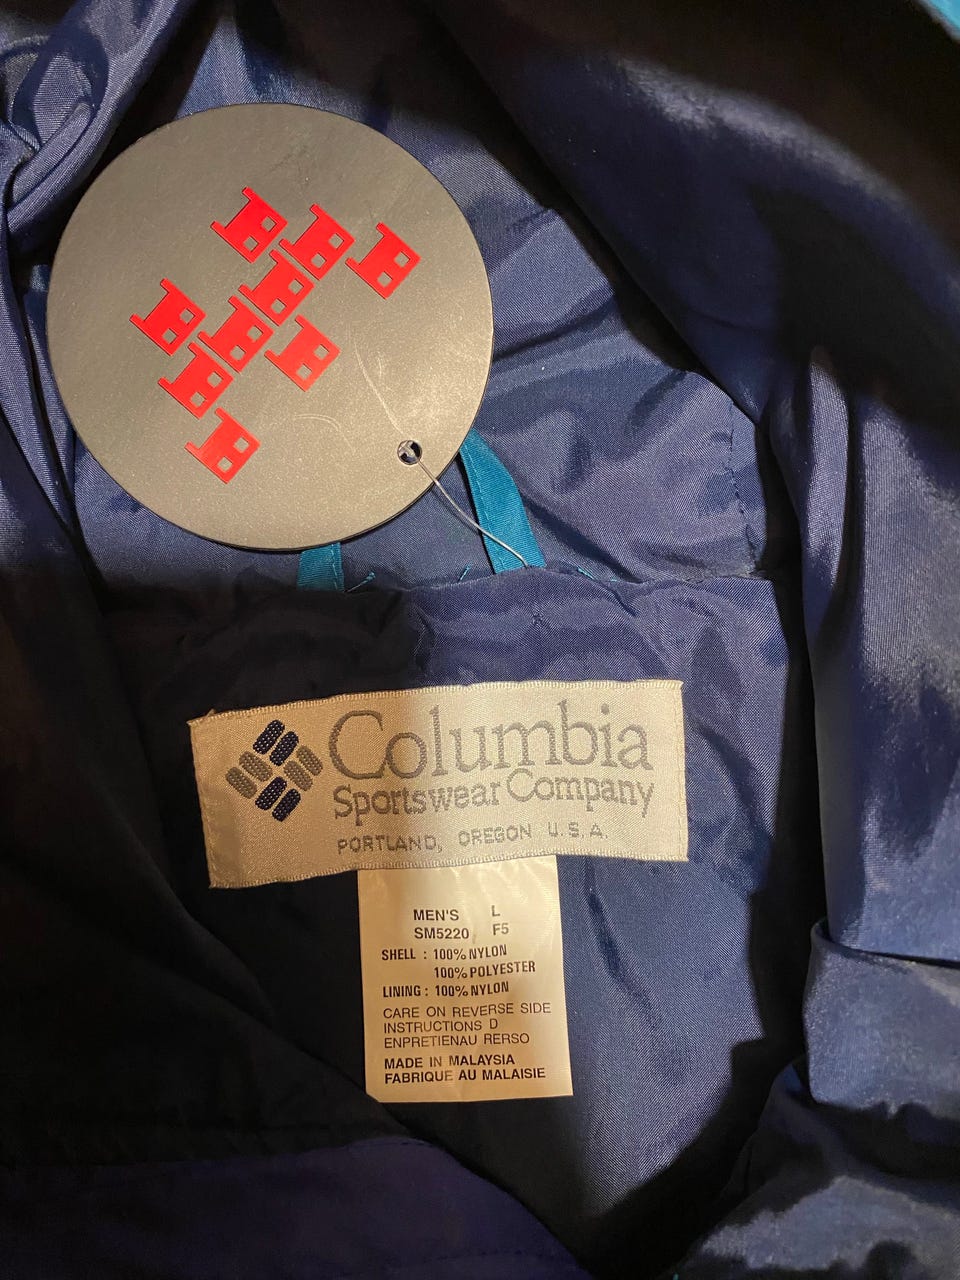 Columbia
Sportswear Company
PORTLAND, OREGON U.S.A.
MEN'S L
SM5220 F5
SHELL : 100% NYLON
100% POLYESTER
LINING : 100% NYLON
CARE ON REVERSE SIDE
INSTRUCTIONS D
ENPRETIENAU RERSO
MADE IN MALAYSIA
FABRIQUE AU MALAISIE